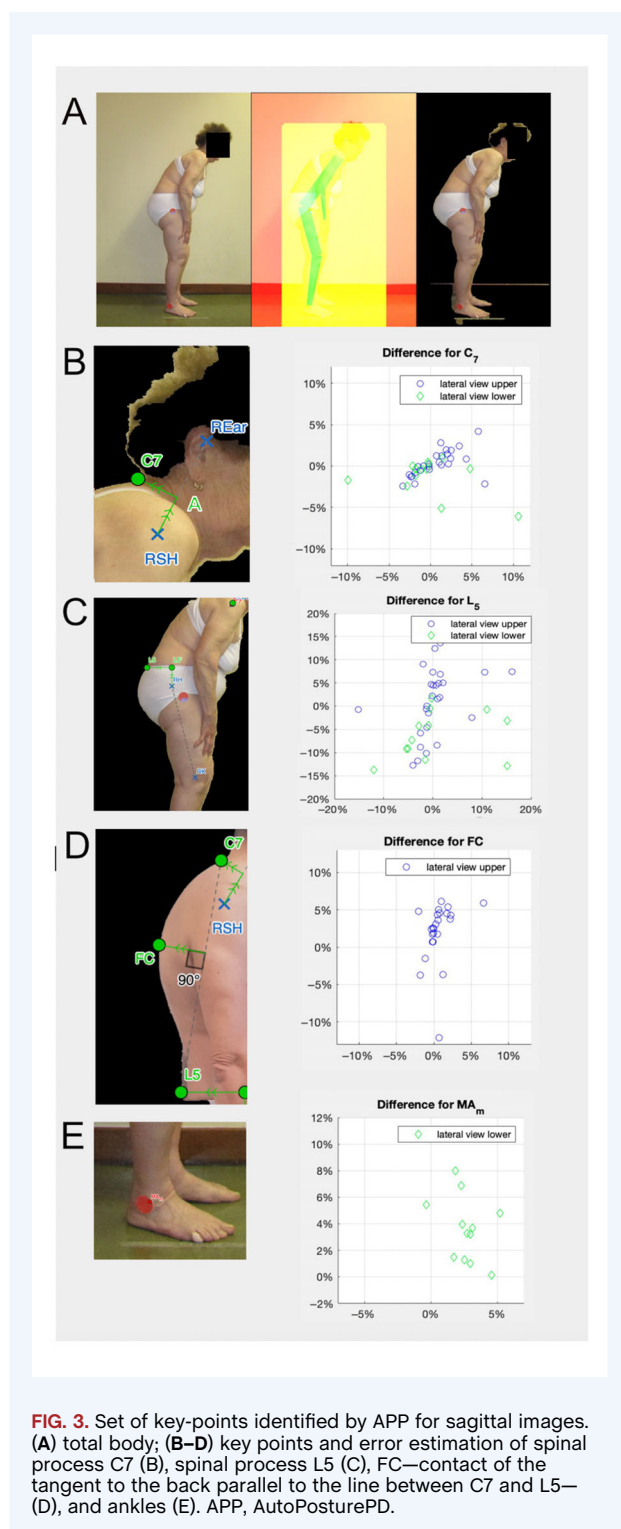 A
B
REar
C7
A
RSH
Difference for C7
lateral view upper
lateral view lower
10%
5%
0%
−5%
−10%
−10% −5% 0% 5% 10%
C
L5
RH
RK
Difference for L5
lateral view upper
lateral view lower
20%
15%
10%
5%
0%
−5%
−10%
−15%
−20%
−20% −10% 0% 10% 20%
D
C7
RSH
FC
90°
L5
Difference for FC
lateral view upper
10%
5%
0%
−5%
−10%
−10% −5% 0% 5% 10%
E
Difference for MAm
lateral view lower
12%
10%
8%
6%
4%
2%
0%
−2%
−5% 0% 5%
FIG. 3. Set of key-points identified by APP for sagittal images.
(A) total body; (B–D) key points and error estimation of spinal
process C7 (B), spinal process L5 (C), FC—contact of the
tangent to the back parallel to the line between C7 and L5—
(D), and ankles (E). APP, AutoPosturePD.